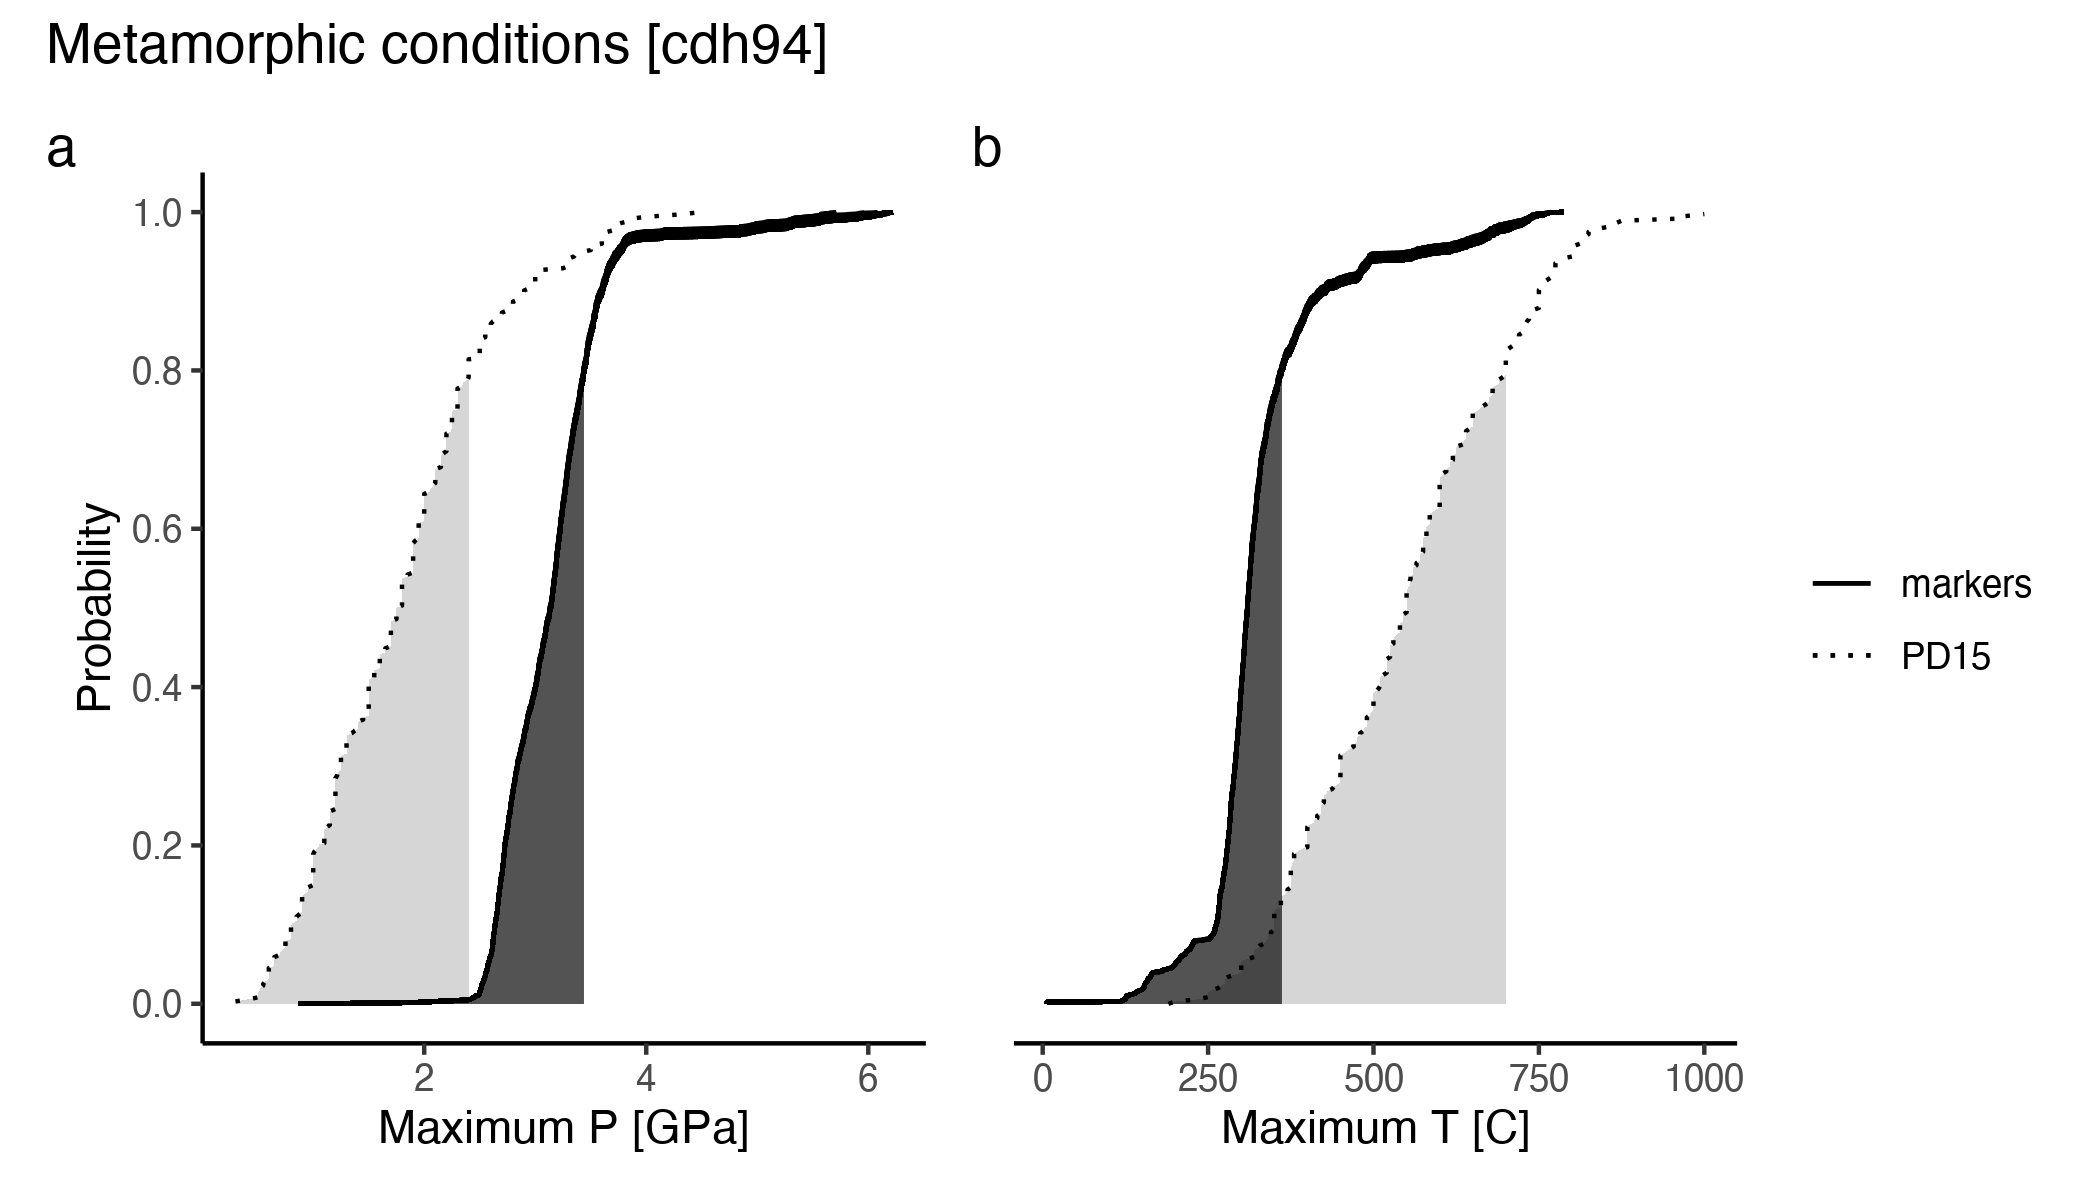 Metamorphic conditions [cdh94]
a
b
Probability
1.0
0.8
0.6
0.4
0.2
0.0
2 4 6
Maximum P [GPa]
0 250 500 750 1000
Maximum T [C]
markers
PD15